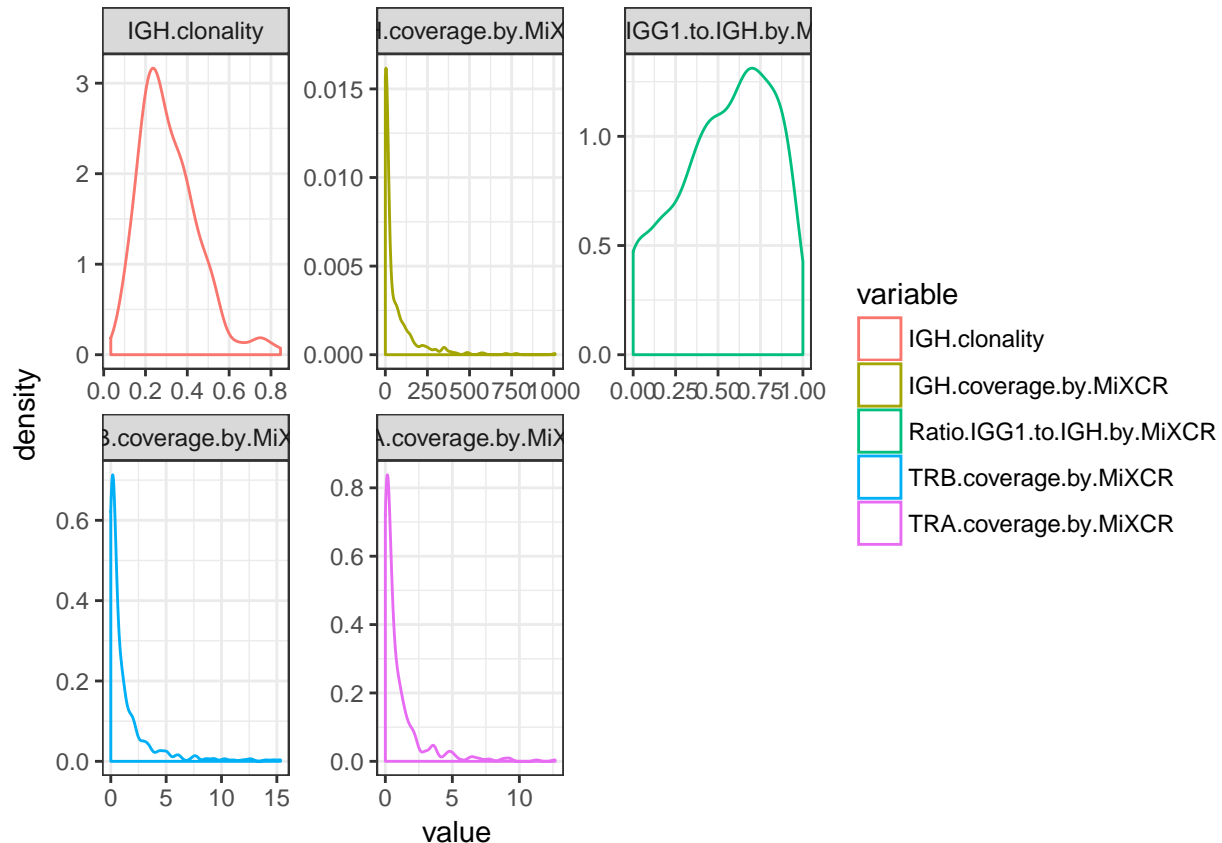 IGH.clonality
I.coverage.by.MiX
IGG1.to.IGH.by.M
3
2
1
0
0.015
0.010
0.005
0.000
1.0
0.5
0.0
0.0 0.2 0.4 0.6 0.8
0 250 500 750 1000
0.00 0.25 0.50 0.75 1.00
B.coverage.by.MiX
A.coverage.by.MiX
0.6
0.4
0.2
0.0
0.8
0.6
0.4
0.2
0.0
0 5 10 15
0 5 10
density
value
variable
IGH.clonality
IGH.coverage.by.MiXCR
Ratio.IGG1.to.IGH.by.MiXCR
TRB.coverage.by.MiXCR
TRA.coverage.by.MiXCR